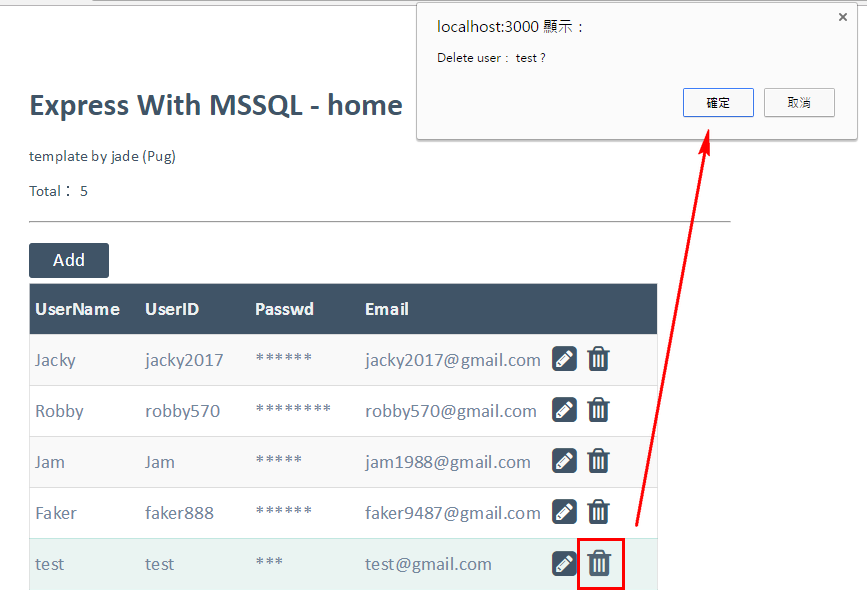 localhost:3000 顯示：
Delete user： test ?
確定 取消
Express With MSSQL - home
template by jade (Pug)
Total： 5
Add
UserName UserID Passwd Email
Jacky jacky2017 ****** jacky2017@gmail.com
Robby robby570 ******** robby570@gmail.com
Jam Jam ***** jam1988@gmail.com
Faker faker888 ****** faker9487@gmail.com
test test *** test@gmail.com